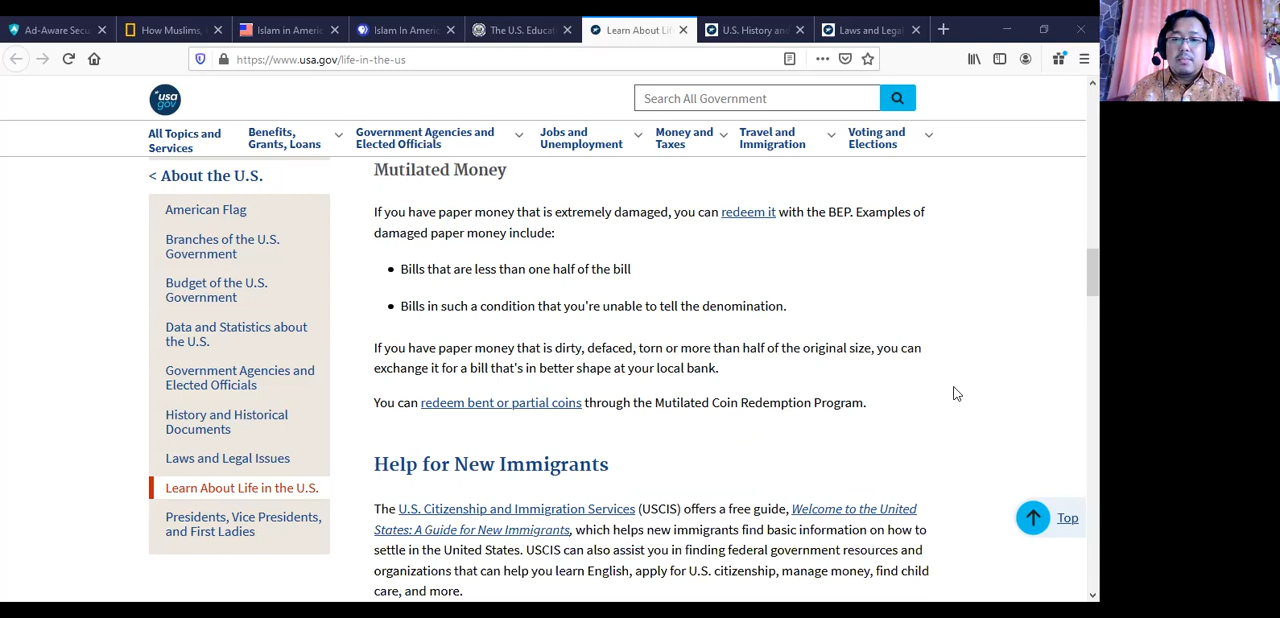 Ad-Aware Secu
How Muslims,
Islam in Americ
Islam In Americ
The U.S. Educat
Learn About Li
U.S. History and
Laws and Legal
https://www.usa.gov/life-in-the-us
usa
gov
Search All Government
All Topics and
Services
Benefits,
Grants, Loans
Government Agencies and
Elected Officials
Jobs and
Unemployment
Money and
Taxes
Travel and
Immigration
Voting and
Elections
< About the U.S.
American Flag
Branches of the U.S.
Government
Budget of the U.S.
Government
Data and Statistics about
the U.S.
Government Agencies and
Elected Officials
History and Historical
Documents
Laws and Legal Issues
Learn About Life in the U.S.
Presidents, Vice Presidents,
and First Ladies
Mutilated Money
If you have paper money that is extremely damaged, you can redeem it with the BEP. Examples of
damaged paper money include:
• Bills that are less than one half of the bill
• Bills in such a condition that you're unable to tell the denomination.
If you have paper money that is dirty, defaced, torn or more than half of the original size, you can
exchange it for a bill that's in better shape at your local bank.
You can redeem bent or partial coins through the Mutilated Coin Redemption Program.
Help for New Immigrants
The U.S. Citizenship and Immigration Services (USCIS) offers a free guide, Welcome to the United
States: A Guide for New Immigrants, which helps new immigrants find basic information on how to
settle in the United States. USCIS can also assist you in finding federal government resources and
organizations that can help you learn English, apply for U.S. citizenship, manage money, find child
care, and more.
Top